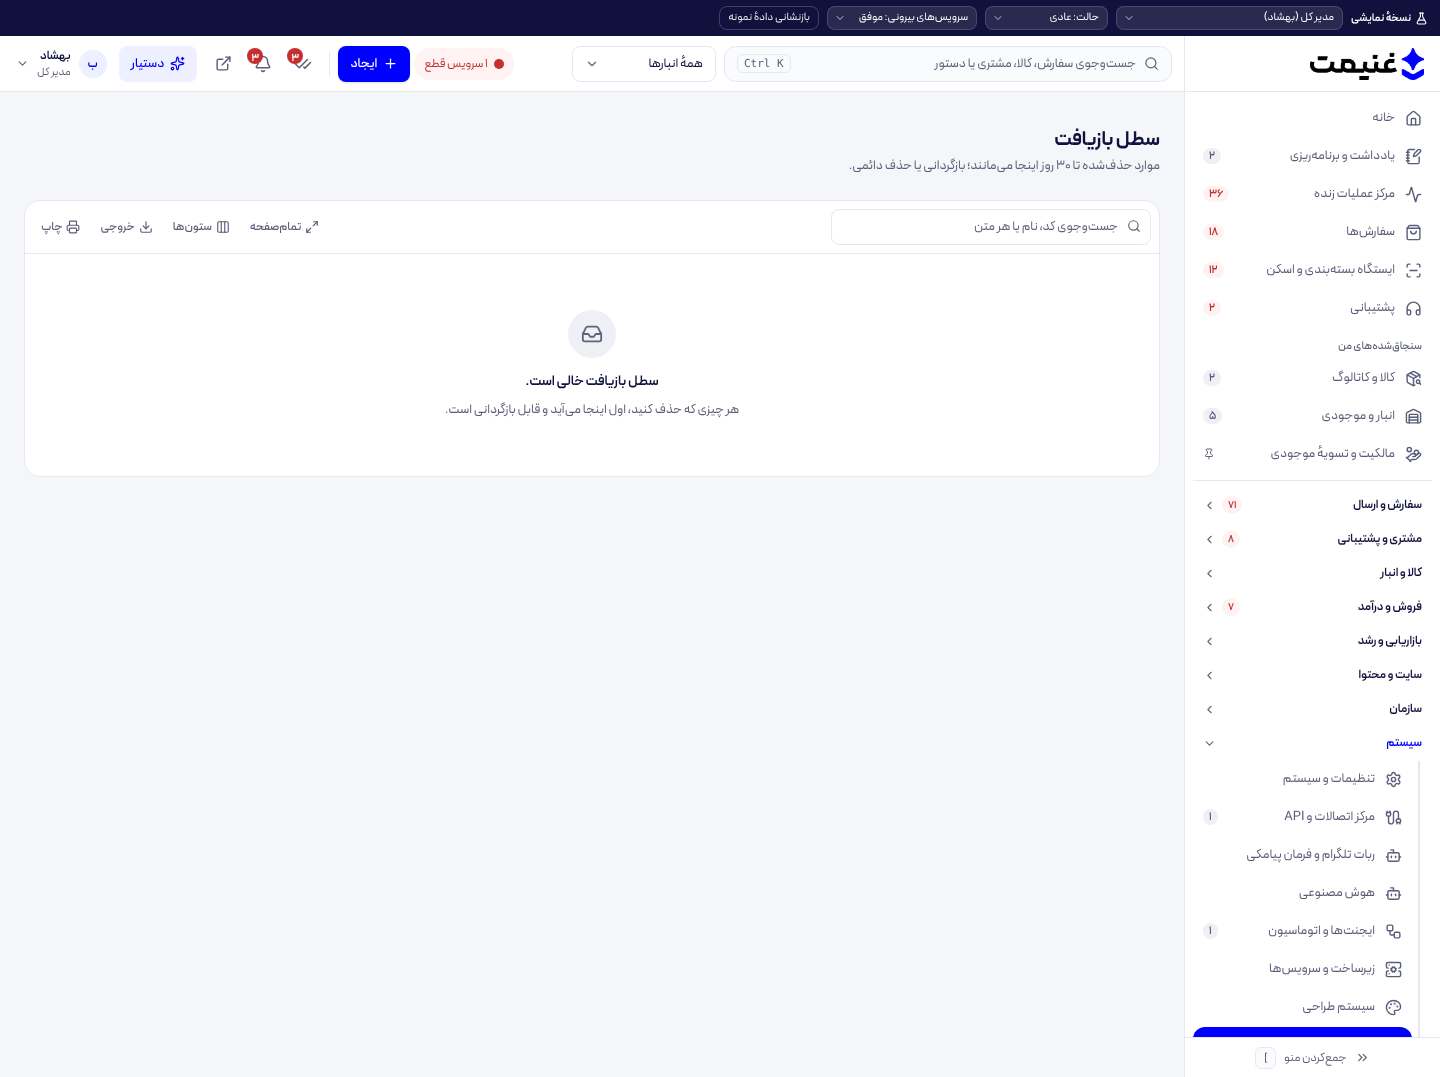 نسخهٔ نمایشی
مدیر کل (بهشاد)
حالت: عادی
سرویس‌های بیرونی: موفق
بازنشانی دادهٔ نمونه
غنیمت
جست‌وجوی سفارش، کالا، مشتری یا دستور
Ctrl K
همهٔ انبارها
۱ سرویس قطع
ایجاد
۳
۳
دستیار
ب
بهشاد
مدیر کل
خانه
یادداشت و برنامه‌ریزی
۲
مرکز عملیات زنده
۳۶
سفارش‌ها
۱۸
ایستگاه بسته‌بندی و اسکن
۱۲
پشتیبانی
۲
سنجاق‌شده‌های من
کالا و کاتالوگ
۲
انبار و موجودی
۵
مالکیت و تسویهٔ موجودی
سفارش و ارسال
۷۱
مشتری و پشتیبانی
۸
کالا و انبار
فروش و درآمد
۷
بازاریابی و رشد
سایت و محتوا
سازمان
سیستم
تنظیمات و سیستم
مرکز اتصالات و API
۱
ربات تلگرام و فرمان پیامکی
هوش مصنوعی
ایجنت‌ها و اتوماسیون
۱
زیرساخت و سرویس‌ها
سیستم طراحی
جمع‌کردن منو
[
سطل بازیافت
موارد حذف‌شده تا ۳۰ روز اینجا می‌مانند؛ بازگردانی یا حذف دائمی.
جست‌وجوی کد، نام یا هر متن
تمام‌صفحه
ستون‌ها
خروجی
چاپ
سطل بازیافت خالی است.
هر چیزی که حذف کنید، اول اینجا می‌آید و قابل بازگردانی است.